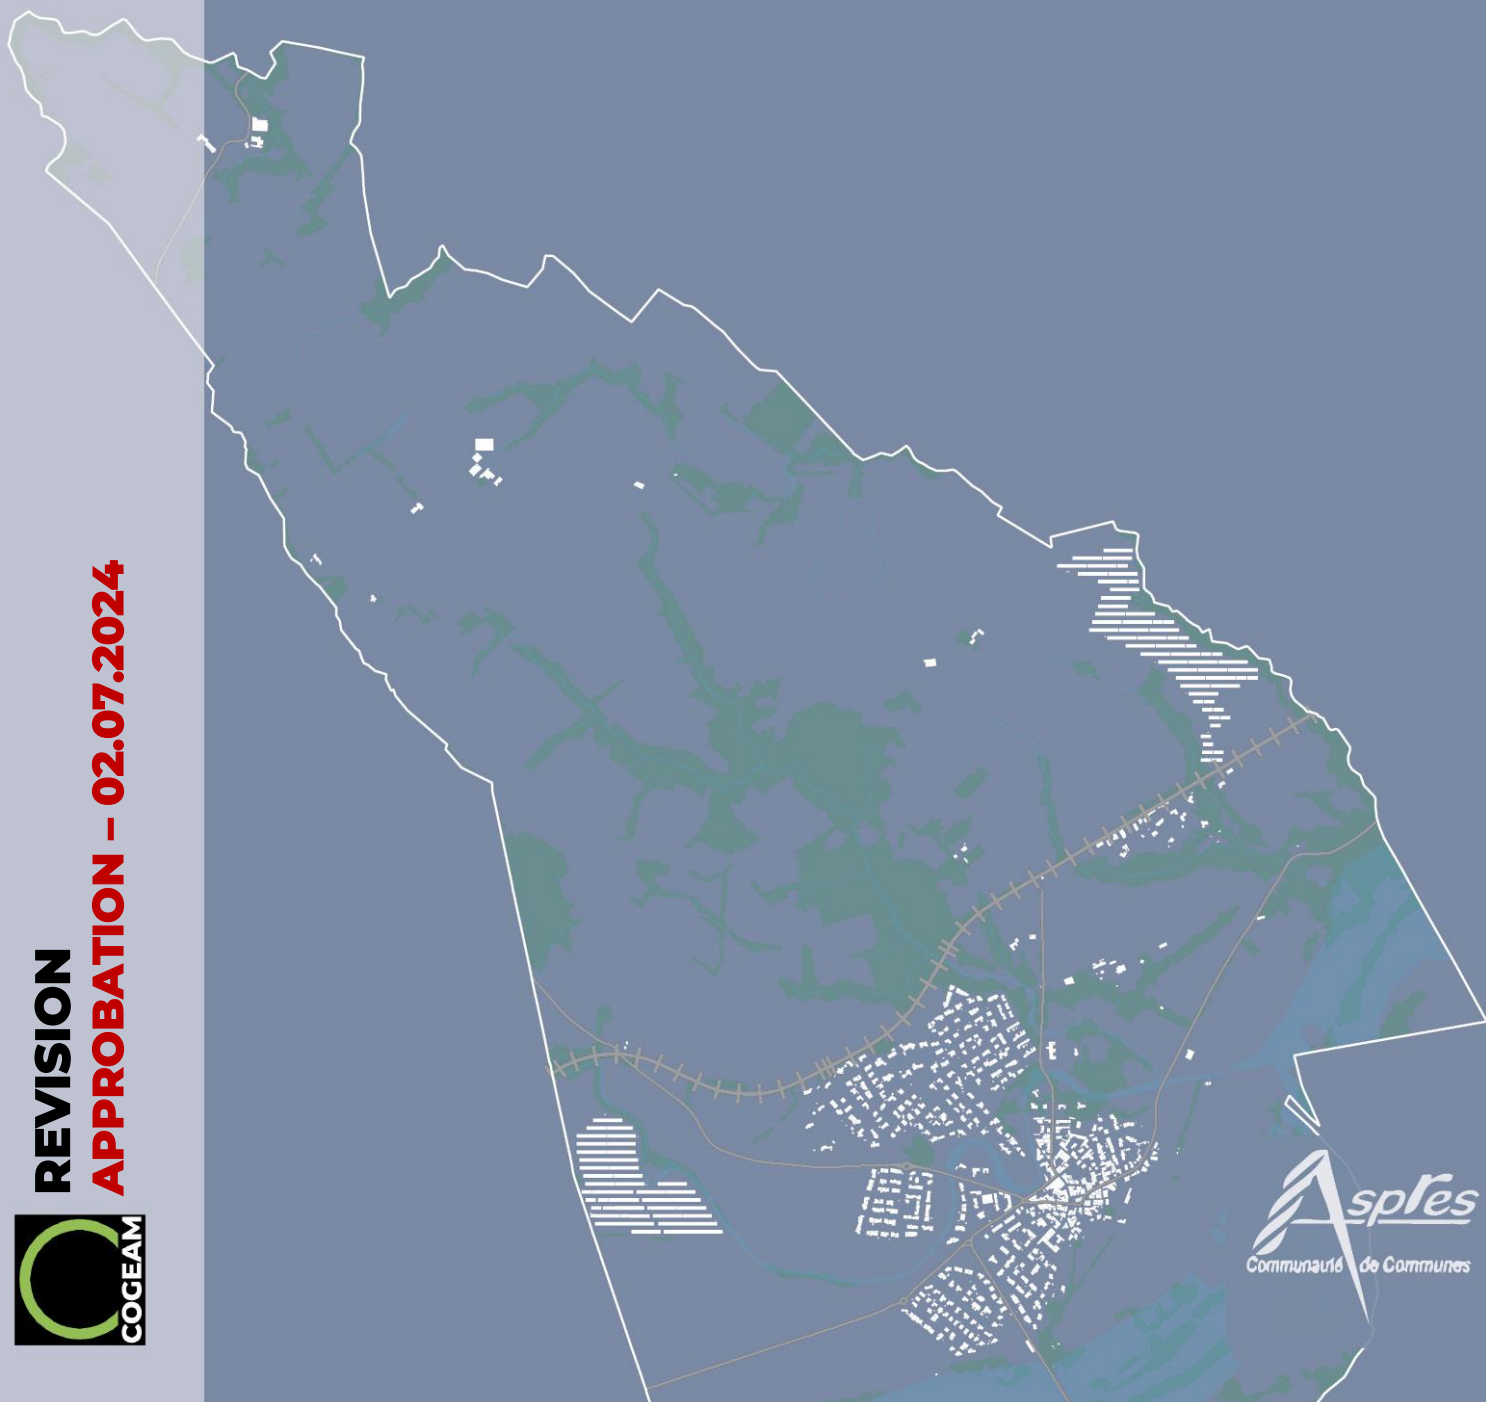 REVISION
APPROBATION – 02.07.2024
COGEAM
Aspres
Communauté de Communes